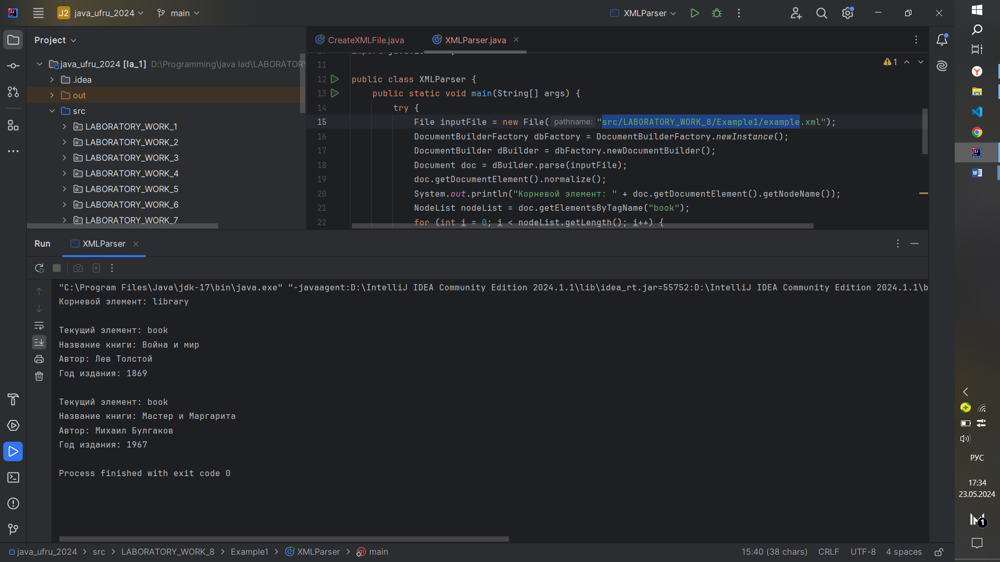 J2 java_ufru_2024 main XMLParser
Project
CreateXMLFile.java XMLParser.java
java_ufru_2024 [la_1] D:\Programming\java lad\LABORATORY
.idea
out
src
LABORATORY_WORK_1
LABORATORY_WORK_2
LABORATORY_WORK_3
LABORATORY_WORK_4
LABORATORY_WORK_5
LABORATORY_WORK_6
LABORATORY_WORK_7
1
11
12 public class XMLParser {
13 public static void main(String[] args) {
14 try {
15 File inputFile = new File( pathname: "src/LABORATORY_WORK_8/Example1/example.xml");
16 DocumentBuilderFactory dbFactory = DocumentBuilderFactory.newInstance();
17 DocumentBuilder dBuilder = dbFactory.newDocumentBuilder();
18 Document doc = dBuilder.parse(inputFile);
19 doc.getDocumentElement().normalize();
20 System.out.println("Корневой элемент: " + doc.getDocumentElement().getNodeName());
21 NodeList nodeList = doc.getElementsByTagName("book");
22 for (int i = 0; i < nodeList.getLength(); i++) {
Run XMLParser
"C:\Program Files\Java\jdk-17\bin\java.exe" "-javaagent:D:\IntelliJ IDEA Community Edition 2024.1.1\lib\idea_rt.jar=55752:D:\IntelliJ IDEA Community Edition 2024.1.1\b
Корневой элемент: library
Текущий элемент: book
Название книги: Война и мир
Автор: Лев Толстой
Год издания: 1869
Текущий элемент: book
Название книги: Мастер и Маргарита
Автор: Михаил Булгаков
Год издания: 1967
Process finished with exit code 0
java_ufru_2024 > src > LABORATORY_WORK_8 > Example1 > XMLParser > main
15:40 (38 chars) CRLF UTF-8 4 spaces
РУС
17:34
23.05.2024
1